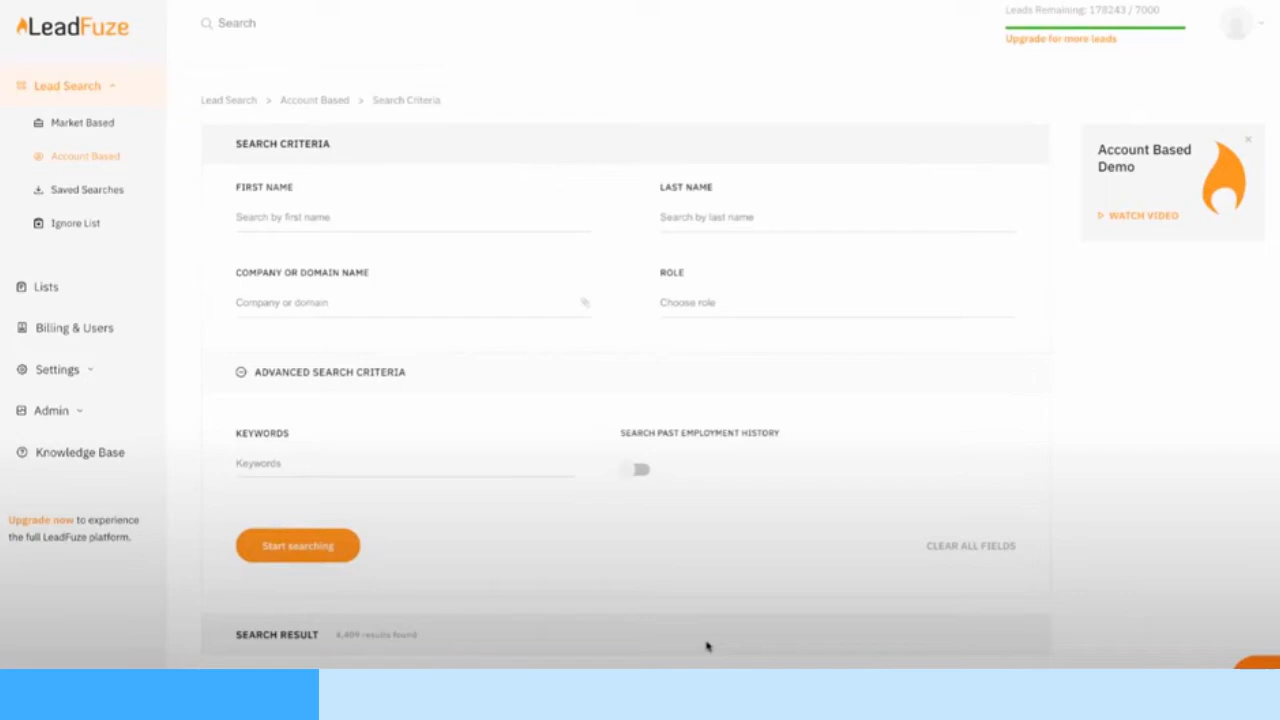 LeadFuze
Search
Leads Remaining: 178243 / 7000
Upgrade for more leads
Lead Search
Market Based
Account Based
Saved Searches
Ignore List
Lists
Billing & Users
Settings
Admin
Knowledge Base
Upgrade now to experience
the full LeadFuze platform.
Lead Search > Account Based > Search Criteria
SEARCH CRITERIA
FIRST NAME
Search by first name
LAST NAME
Search by last name
COMPANY OR DOMAIN NAME
Company or domain
ROLE
Choose role
ADVANCED SEARCH CRITERIA
KEYWORDS
Keywords
SEARCH PAST EMPLOYMENT HISTORY
Start searching
CLEAR ALL FIELDS
SEARCH RESULT 4,409 results found
Account Based
Demo
WATCH VIDEO